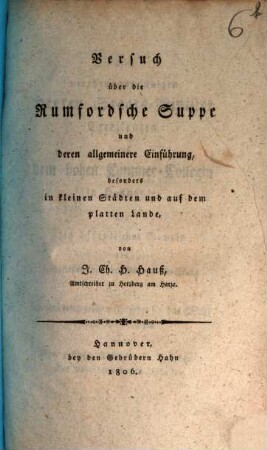 6
Versuch
über die
Rumfordsche Suppe
und
deren allgemeinere Einführung,
besonders
in kleinen Städten und auf dem
platten Lande,
von
J. Ch. H. Hauß,
Amtschreiber zu Herzberg am Harze.
Hannover,
bey den Gebrüdern Hahn
1806.